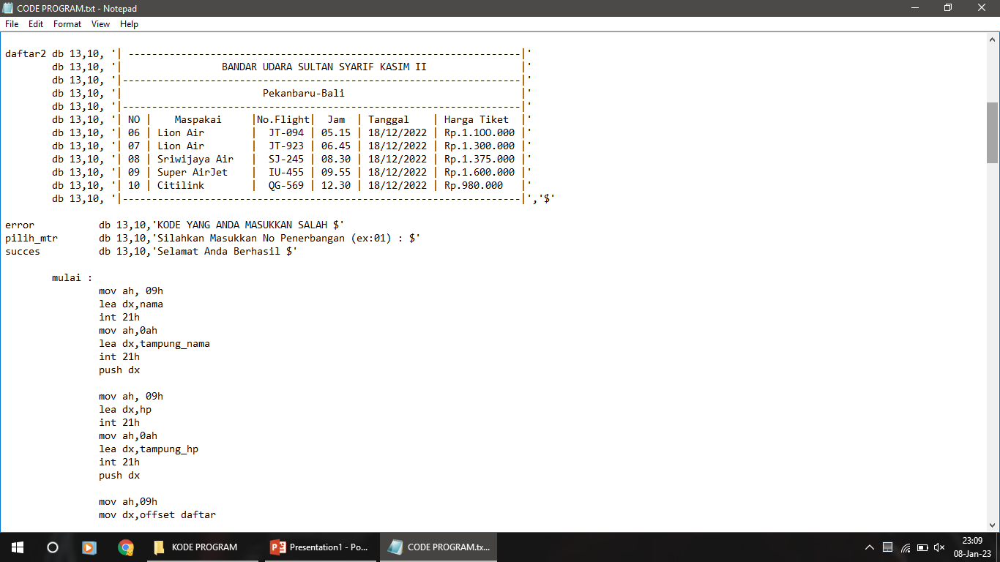 CODE PROGRAM.txt - Notepad
File Edit Format View Help
daftar2 db 13,10, '| -------------------------------------------------------------------|'
db 13,10, '|                 BANDAR UDARA SULTAN SYARIF KASIM II                |'
db 13,10, '|--------------------------------------------------------------------|'
db 13,10, '|                        Pekanbaru-Bali                              |'
db 13,10, '|--------------------------------------------------------------------|'
db 13,10, '| NO |    Maspakai     |No.Flight|  Jam  | Tanggal    | Harga Tiket  |'
db 13,10, '| 06 | Lion Air        |  JT-094 | 05.15 | 18/12/2022 | Rp.1.1OO.000 |'
db 13,10, '| 07 | Lion Air        |  JT-923 | 06.45 | 18/12/2022 | Rp.1.300.000 |'
db 13,10, '| 08 | Sriwijaya Air   |  SJ-245 | 08.30 | 18/12/2022 | Rp.1.375.000 |'
db 13,10, '| 09 | Super AirJet    |  IU-455 | 09.55 | 18/12/2022 | Rp.1.600.000 |'
db 13,10, '| 10 | Citilink        |  QG-569 | 12.30 | 18/12/2022 | Rp.980.000   |'
db 13,10, '|--------------------------------------------------------------------|','$'
error db 13,10,'KODE YANG ANDA MASUKKAN SALAH $'
pilih_mtr db 13,10,'Silahkan Masukkan No Penerbangan (ex:01) : $'
succes db 13,10,'Selamat Anda Berhasil $'
mulai :
mov ah, 09h
lea dx,nama
int 21h
mov ah,0ah
lea dx,tampung_nama
int 21h
push dx
mov ah, 09h
lea dx,hp
int 21h
mov ah,0ah
lea dx,tampung_hp
int 21h
push dx
mov ah,09h
mov dx,offset daftar
KODE PROGRAM
Presentation1 - Po...
CODE PROGRAM.tx...
23:09
08-Jan-23